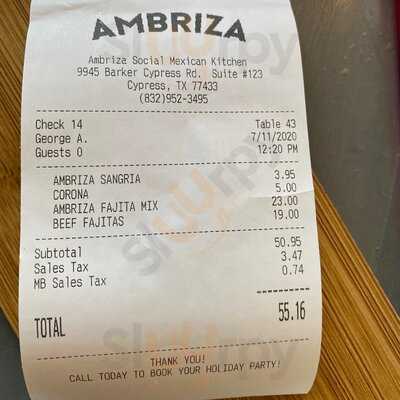 AMBRIZA
Ambriza Social Mexican Kitchen
9945 Barker Cypress Rd. Suite #123
Cypress, TX 77433
(832)952-3495
Check 14 Table 43
George A. 7/11/2020
Guests 0 12:20 PM
AMBRIZA SANGRIA 3.95
CORONA 5.00
AMBRIZA FAJITA MIX 23.00
BEEF FAJITAS 19.00
Subtotal 50.95
Sales Tax 3.47
MB Sales Tax 0.74
TOTAL 55.16
THANK YOU!
CALL TODAY TO BOOK YOUR HOLIDAY PARTY!
sluurpy
sluurpy
sluurpy